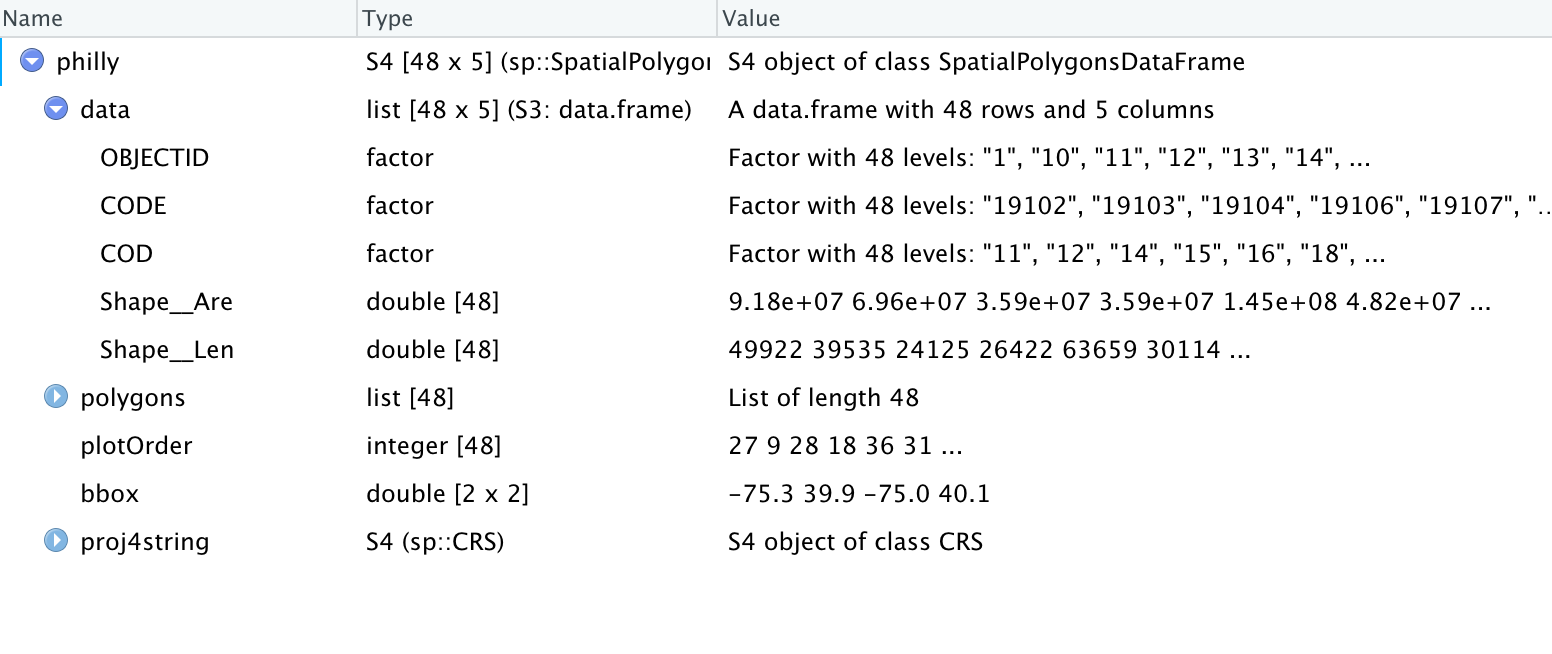 Name Type Value
philly S4 [48 x 5] (sp::SpatialPolygor S4 object of class SpatialPolygonsDataFrame
data list [48 x 5] (S3: data.frame) A data.frame with 48 rows and 5 columns
OBJECTID factor Factor with 48 levels: "1", "10", "11", "12", "13", "14", ...
CODE factor Factor with 48 levels: "19102", "19103", "19104", "19106", "19107", "...
COD factor Factor with 48 levels: "11", "12", "14", "15", "16", "18", ...
Shape__Are double [48] 9.18e+07 6.96e+07 3.59e+07 3.59e+07 1.45e+08 4.82e+07 ...
Shape__Len double [48] 49922 39535 24125 26422 63659 30114 ...
polygons list [48] List of length 48
plotOrder integer [48] 27 9 28 18 36 31 ...
bbox double [2 x 2] -75.3 39.9 -75.0 40.1
proj4string S4 (sp::CRS) S4 object of class CRS